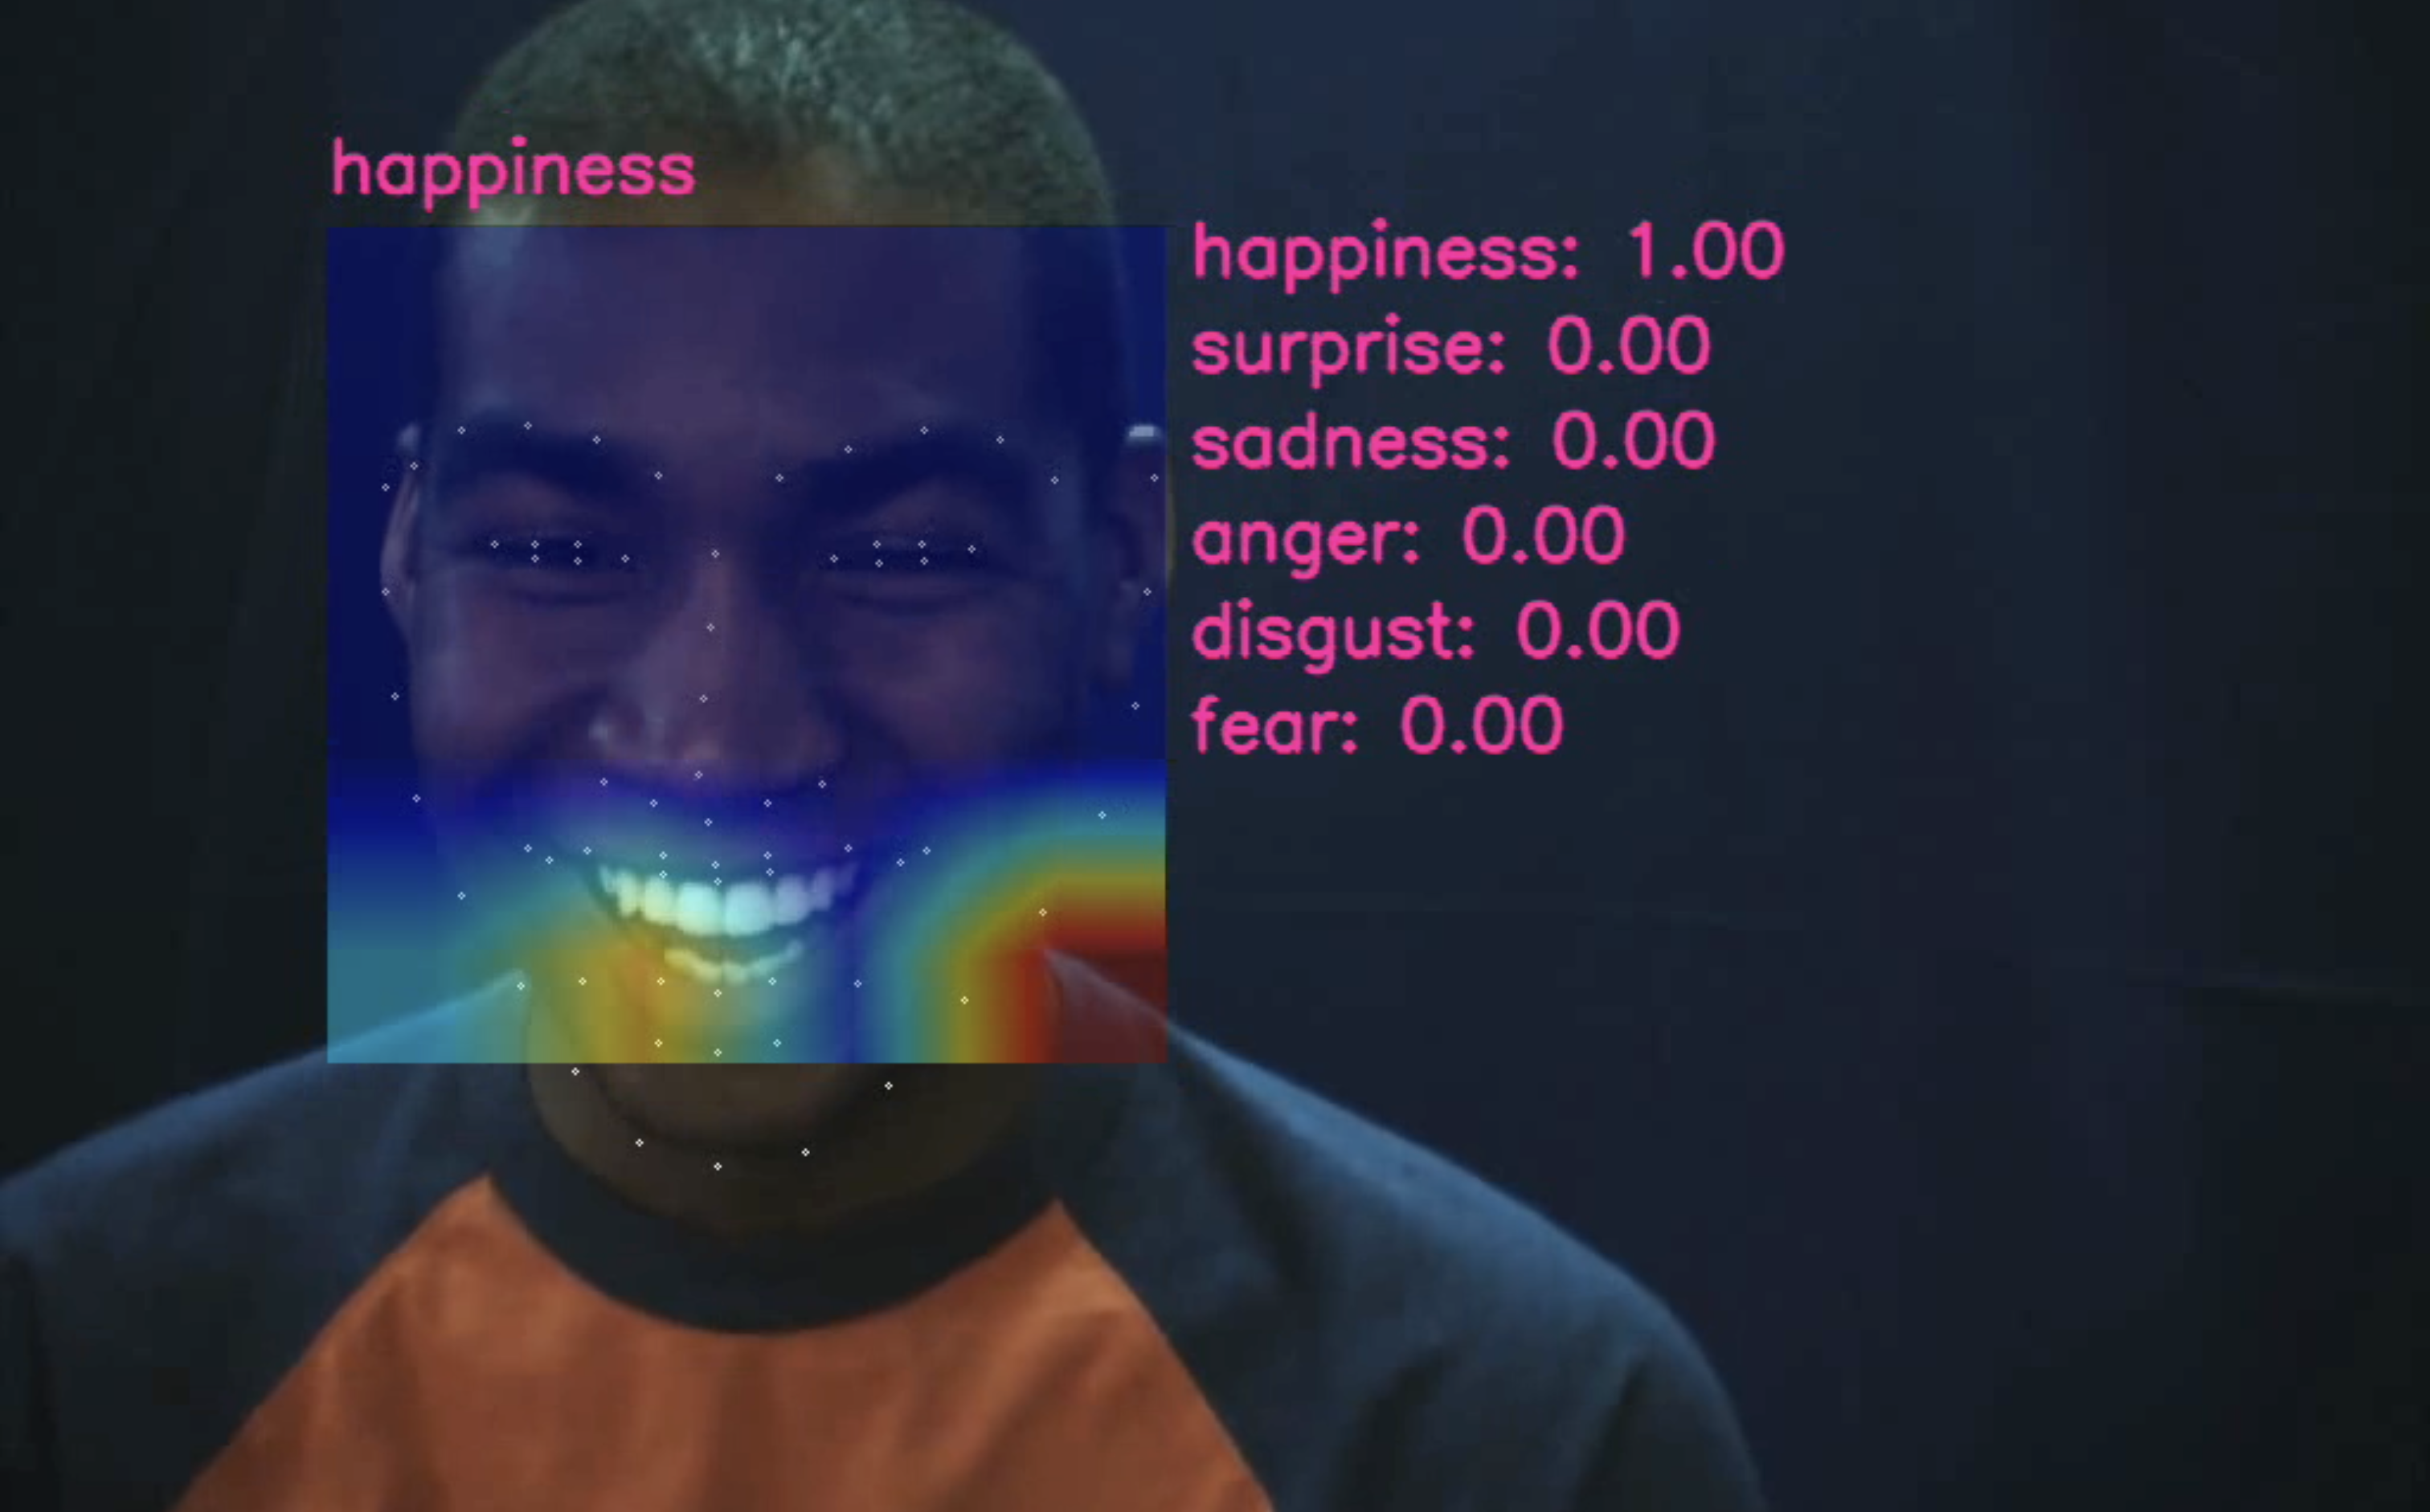 happiness
happiness: 1.00
surprise: 0.00
sadness: 0.00
anger: 0.00
disgust: 0.00
fear: 0.00